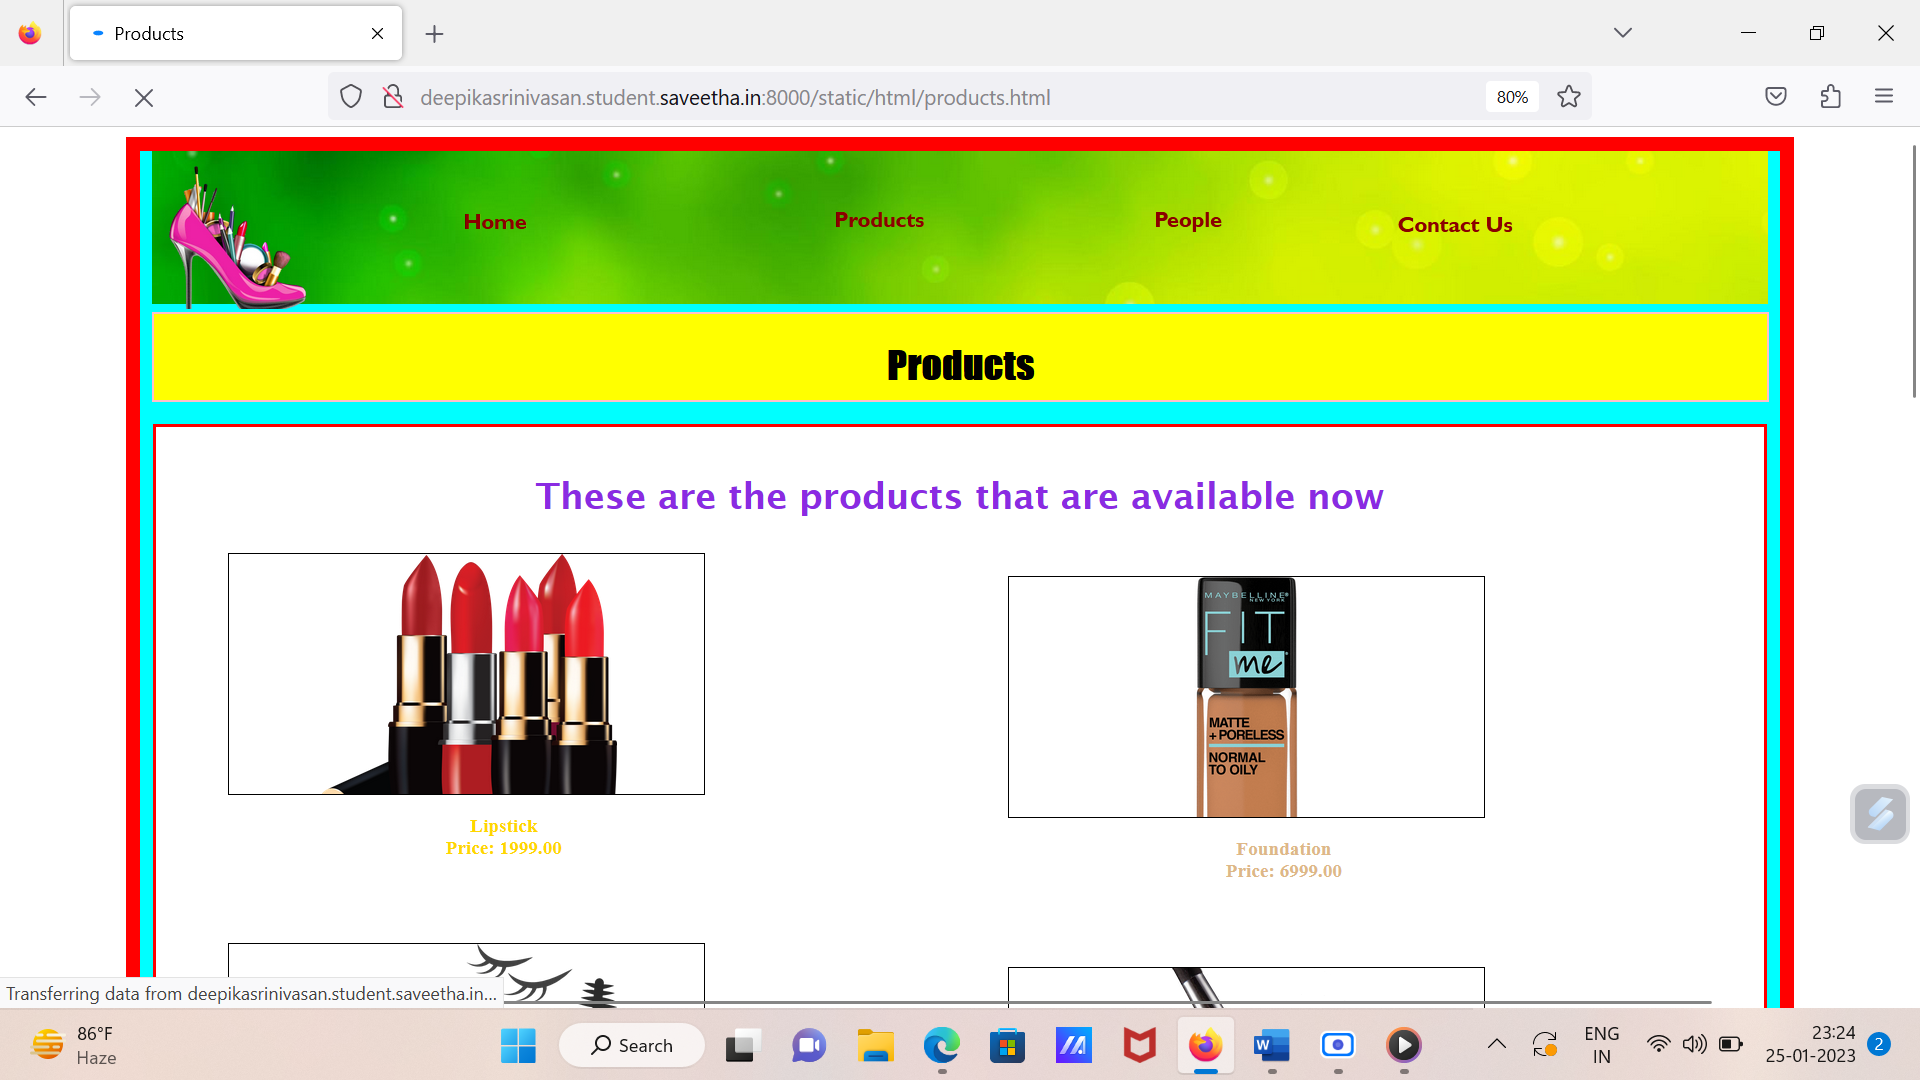 Products
deepikasrinivasan.student.saveetha.in:8000/static/html/products.html
80%
Home
Products
People
Contact Us
Products
These are the products that are available now
MAYBELLINE
NEW YORK
FIT
me
MATTE
+ PORELESS
NORMAL
TO OILY
Lipstick
Price: 1999.00
Foundation
Price: 6999.00
Transferring data from deepikasrinivasan.student.saveetha.in...
86°F
Haze
Search
ENG
IN
23:24
25-01-2023
2